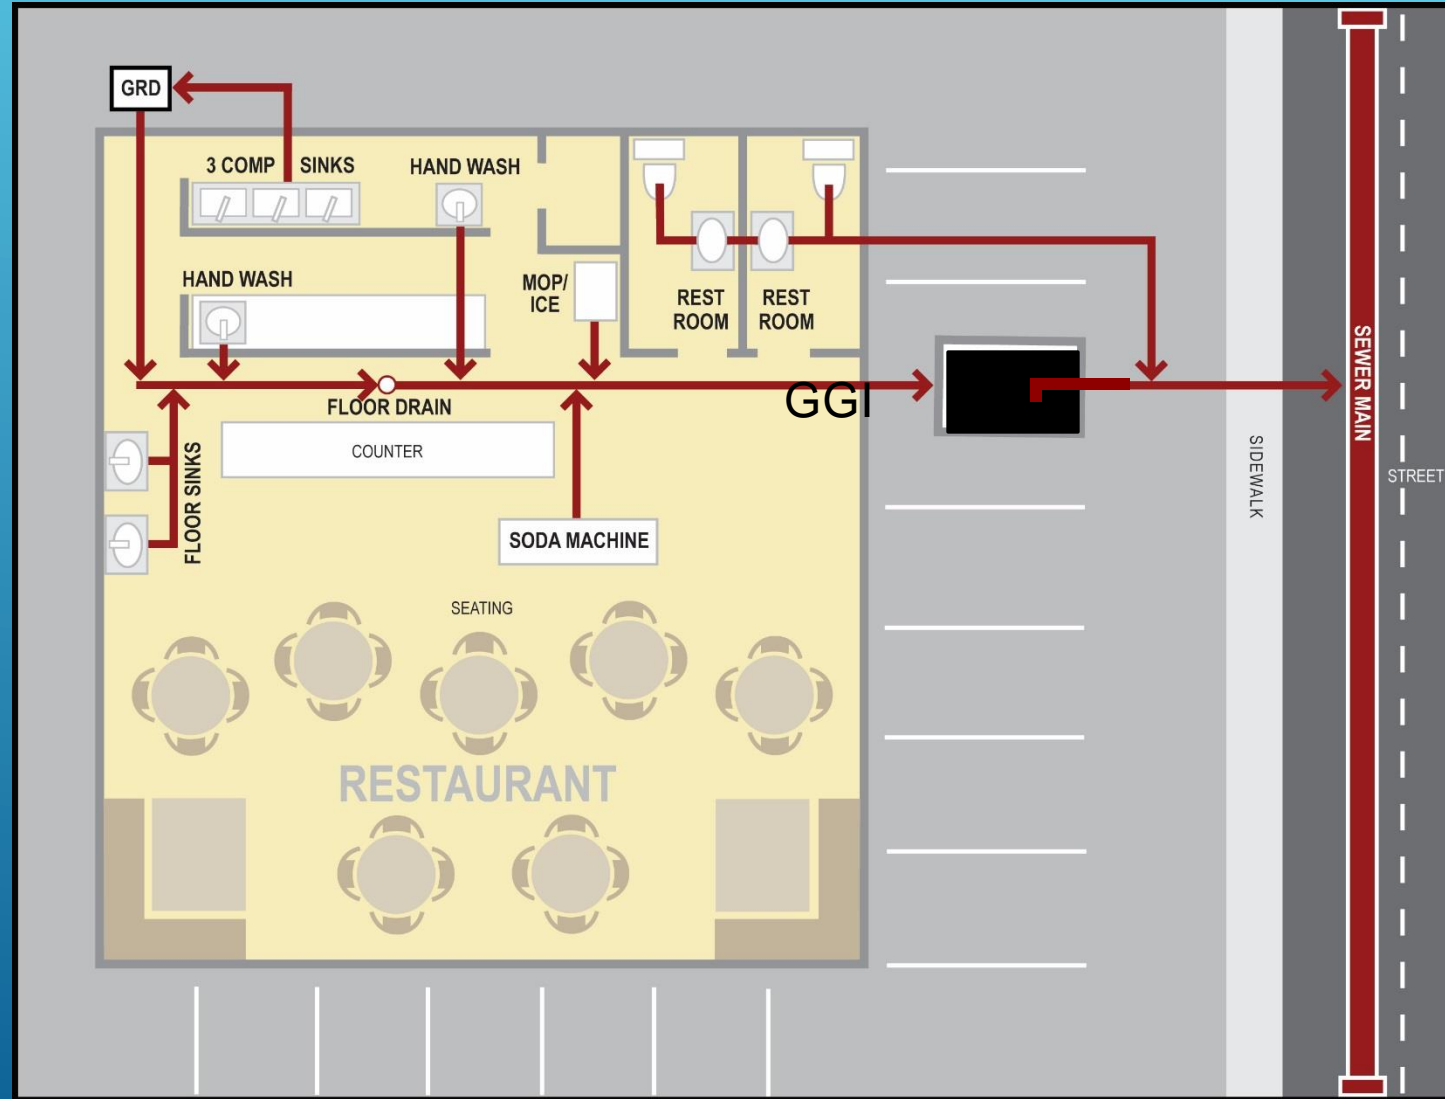 GRD
3 COMP SINKS
HAND WASH
HAND WASH
MOP/
ICE
REST
ROOM
REST
ROOM
GGI
FLOOR DRAIN
COUNTER
FLOOR SINKS
SODA MACHINE
SEATING
RESTAURANT
SIDEWALK
SEWER MAIN
STREET